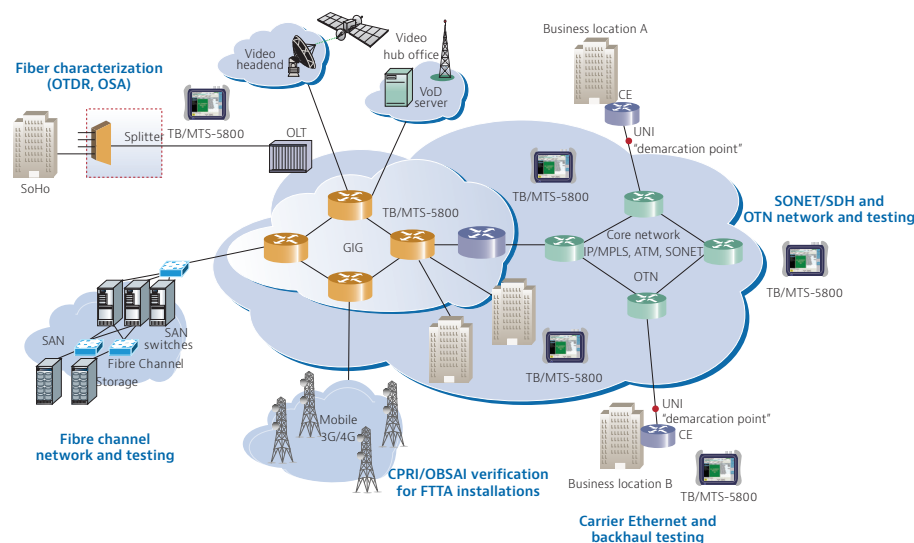 Business location A
Video hub office
Video
headend
Fiber characterization
(OTDR, OSA)
VoD
server
CE
UNI
"demarcation point"
Splitter
TB/MTS-5800
OLT
SoHo
TB/MTS-5800
TB/MTS-5800
SONET/SDH and
OTN network and testing
GIG
Core network
IP/MPLS, ATM, SONET
OTN
TB/MTS-5800
SAN
SAN
switches
Fibre Channel
Storage
TB/MTS-5800
Mobile
3G/4G
UNI
"demarcation point"
CE
Fibre channel
network and testing
CPRI/OBSAI verification
for FTTA installations
Business location B
TB/MTS-5800
Carrier Ethernet and
backhaul testing